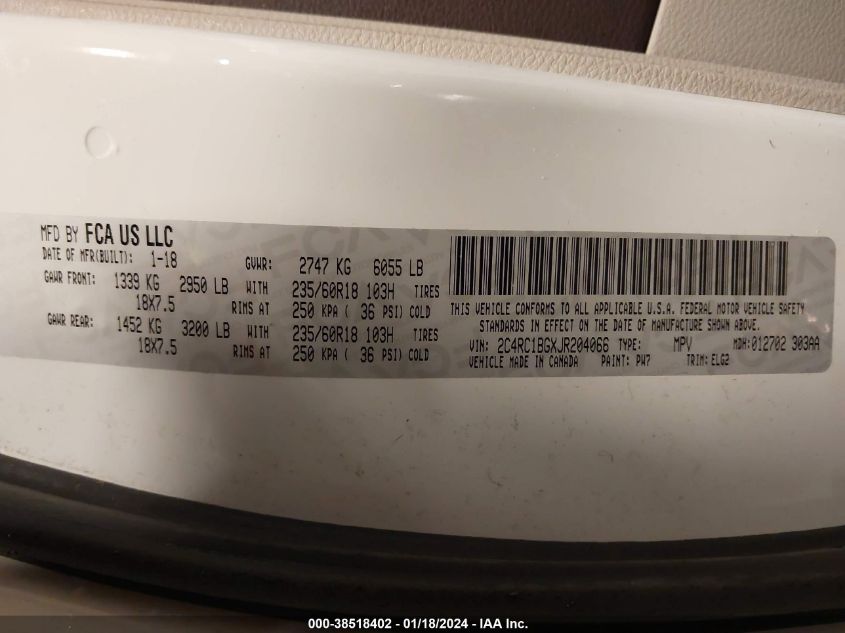 MFD BY FCA US LLC
DATE OF MFR(BUILT): 1-18 GVWR: 2747 KG 6055 LB
GAWR FRONT: 1339 KG 2950 LB WITH 235/60R18 103H TIRES
18X7.5 RIMS AT 250 KPA ( 36 PSI) COLD
GAWR REAR: 1452 KG 3200 LB WITH 235/60R18 103H TIRES
18X7.5 RIMS AT 250 KPA ( 36 PSI) COLD
THIS VEHICLE CONFORMS TO ALL APPLICABLE U.S.A. FEDERAL MOTOR VEHICLE SAFETY
STANDARDS IN EFFECT ON THE DATE OF MANUFACTURE SHOWN ABOVE.
VIN: 2C4RC1BGXJR204066 TYPE: MPV MDH:012702 303AA
VEHICLE MADE IN CANADA PAINT: PW7 TRIM: ELG2
000-38518402 - 01/18/2024 - IAA Inc.